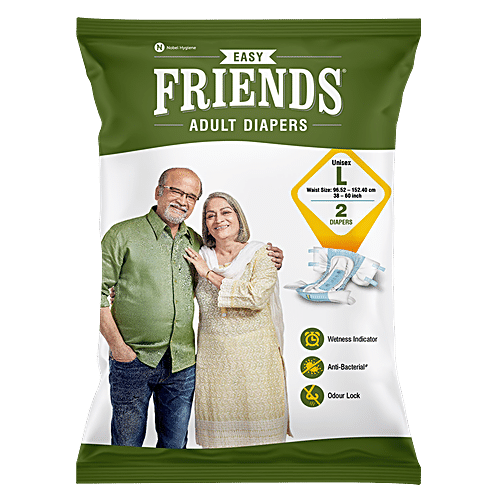 N Nobel Hygiene
EASY
FRIENDS®
ADULT DIAPERS
Unisex
L
Waist Size: 96.52 – 152.40 cm
38 – 60 inch
2
DIAPERS
Wetness Indicator
Anti-Bacterial#
Odour Lock